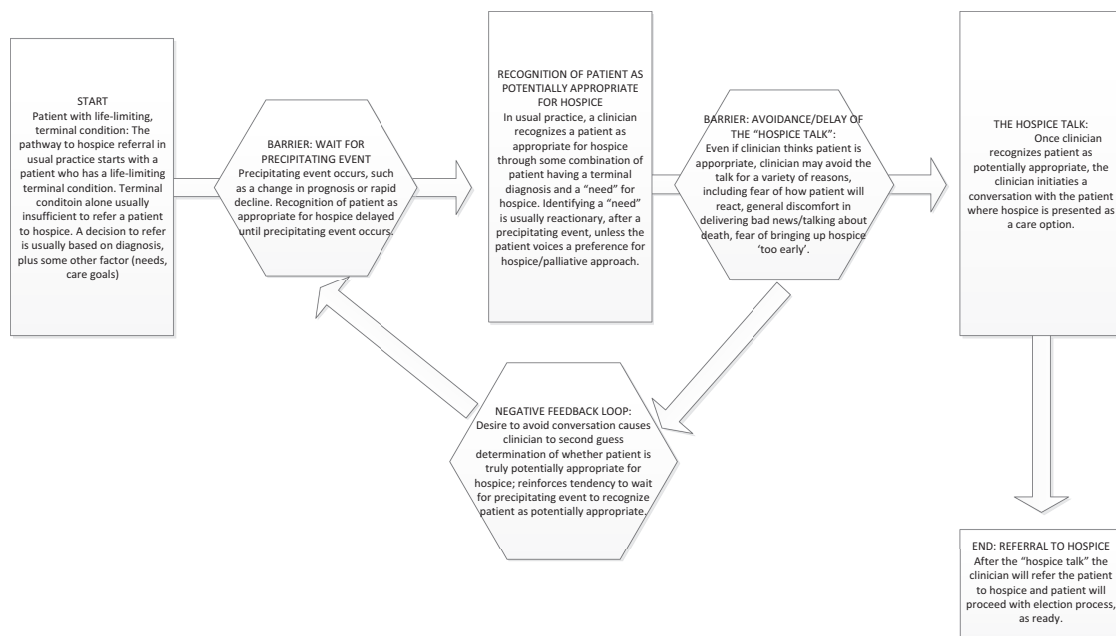 START
Patient with life-limiting,
terminal condition: The
pathway to hospice referral in
usual practice starts with a
patient who has a life-limiting
terminal condition. Terminal
conditoin alone usually
insufficient to refer a patient
to hospice. A decision to refer
is usually based on diagnosis,
plus some other factor (needs,
care goals)
BARRIER: WAIT FOR
PRECIPITATING EVENT
Precipitating event occurs, such
as a change in prognosis or rapid
decline. Recognition of patient as
appropriate for hospice delayed
until precipitating event occurs.
RECOGNITION OF PATIENT AS
POTENTIALLY APPROPRIATE
FOR HOSPICE
In usual practice, a clinician
recognizes a patient as
appropriate for hospice
through some combination of
patient having a terminal
diagnosis and a “need” for
hospice. Identifying a “need”
is usually reactionary, after a
precipitating event, unless the
patient voices a preference for
hospice/palliative approach.
BARRIER: AVOIDANCE/DELAY OF
THE “HOSPICE TALK”:
Even if clinician thinks patient is
apporpriate, clinician may avoid the
talk for a variety of reasons,
including fear of how patient will
react, general discomfort in
delivering bad news/talking about
death, fear of bringing up hospice
‘too early’.
THE HOSPICE TALK:
Once clinician
recognizes patient as
potentially appropriate, the
clinician initiates a
conversation with the patient
where hospice is presented as
a care option.
NEGATIVE FEEDBACK LOOP:
Desire to avoid conversation causes
clinician to second guess
determination of whether patient is
truly potentially appropriate for
hospice; reinforces tendency to wait
for precipitating event to recognize
patient as potentially appropriate.
END: REFERRAL TO HOSPICE
After the “hospice talk” the
clinician will refer the patient
to hospice and patient will
proceed with election process,
as ready.